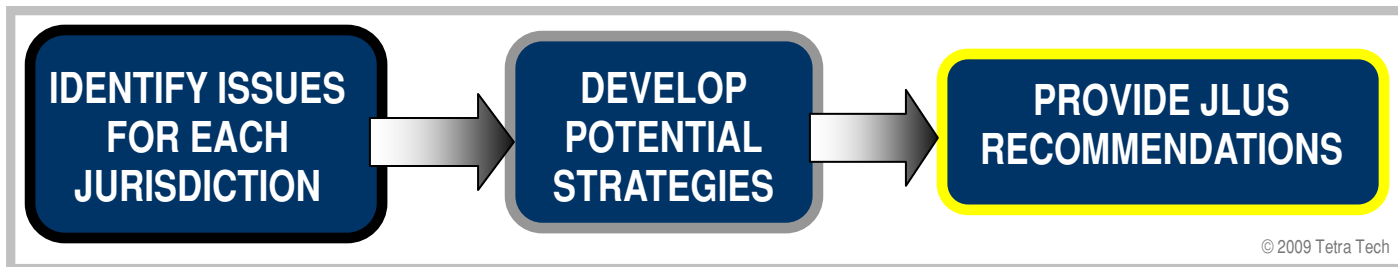 IDENTIFY ISSUES
FOR EACH
JURISDICTION
DEVELOP
POTENTIAL
STRATEGIES
PROVIDE JLUS
RECOMMENDATIONS
© 2009 Tetra Tech